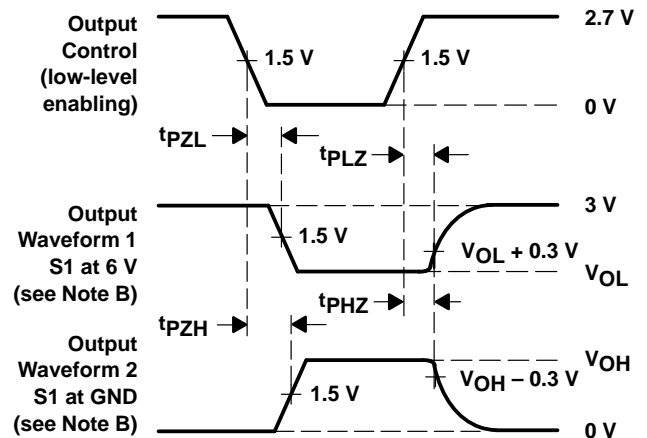 Output
Control
(low-level
enabling)
1.5 V
1.5 V
2.7 V
0 V
tPZL
tPLZ
Output
Waveform 1
S1 at 6 V
(see Note B)
1.5 V
3 V
VOL + 0.3 V
VOL
tPZH
tPHZ
Output
Waveform 2
S1 at GND
(see Note B)
1.5 V
VOH
VOH – 0.3 V
0 V